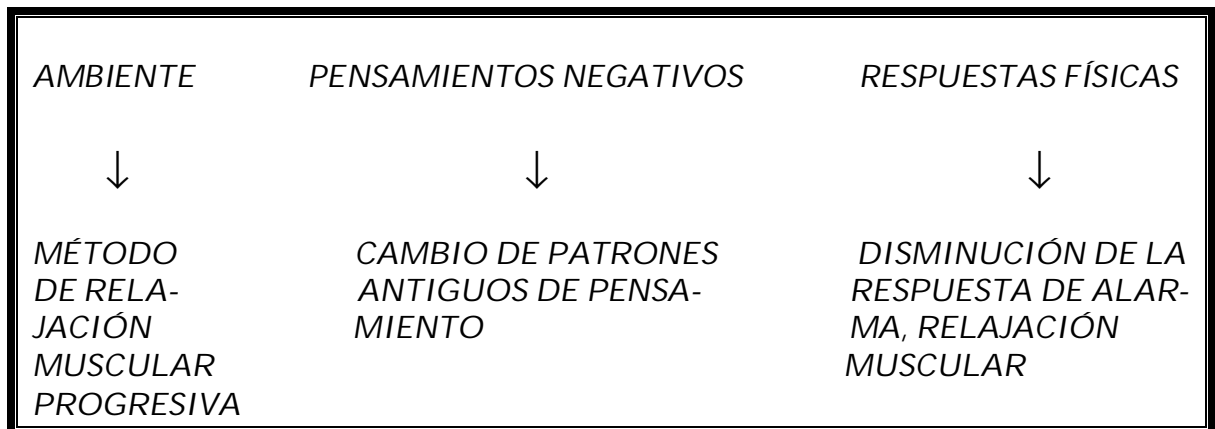 AMBIENTE PENSAMIENTOS NEGATIVOS RESPUESTAS FÍSICAS
↓ ↓ ↓
MÉTODO CAMBIO DE PATRONES DISMINUCIÓN DE LA
DE RELA- ANTIGUOS DE PENSA- RESPUESTA DE ALAR-
JACIÓN MIENTO MA, RELAJACIÓN
MUSCULAR MUSCULAR
PROGRESIVA